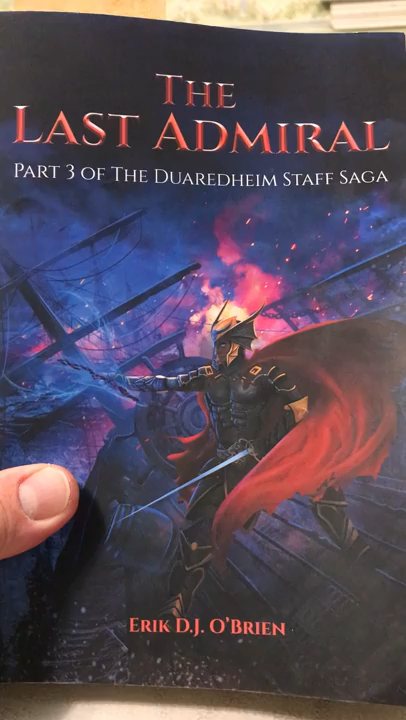 The
Last Admiral
Part 3 of The Duaredheim Staff Saga
Erik D.J. O'Brien